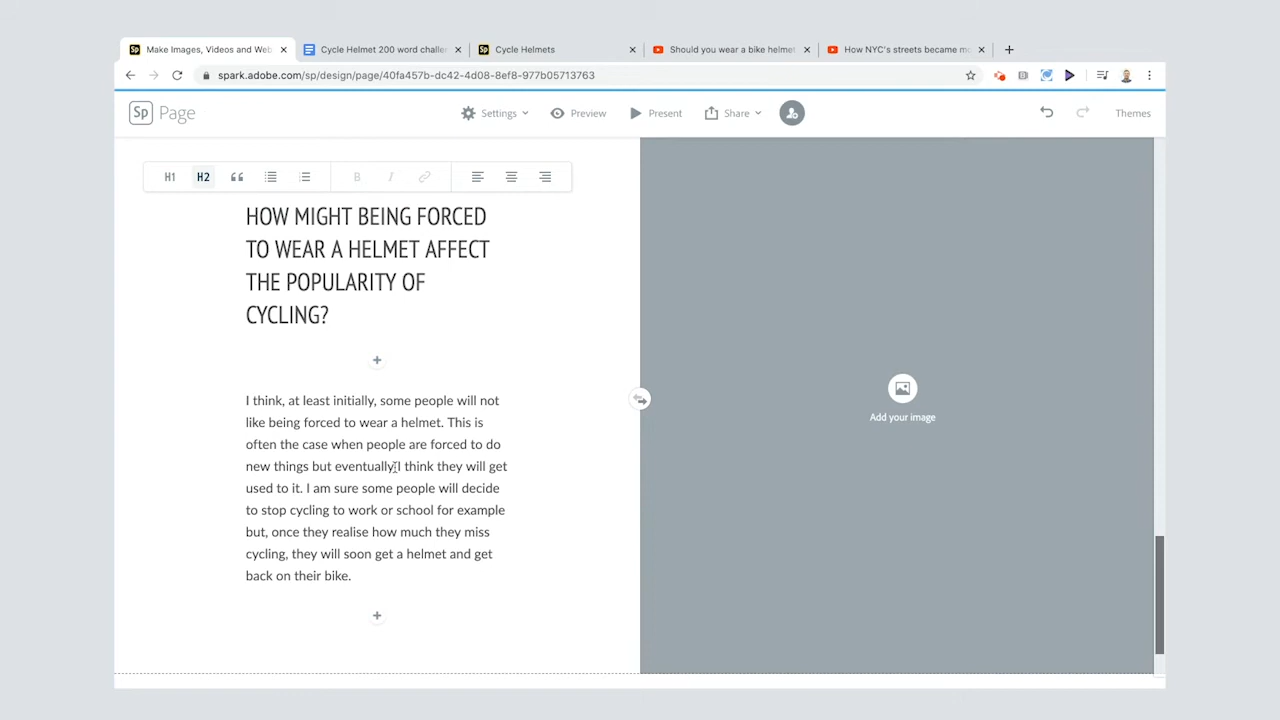 Make Images, Videos and Web
Cycle Helmet 200 word challen
Cycle Helmets
Should you wear a bike helmet
How NYC's streets became mo
spark.adobe.com/sp/design/page/40fa457b-dc42-4d08-8ef8-977b05713763
Sp Page
Settings
Preview
Present
Share
Themes
H1 H2 B I
HOW MIGHT BEING FORCED
TO WEAR A HELMET AFFECT
THE POPULARITY OF
CYCLING?
I think, at least initially, some people will not
like being forced to wear a helmet. This is
often the case when people are forced to do
new things but eventually I think they will get
used to it. I am sure some people will decide
to stop cycling to work or school for example
but, once they realise how much they miss
cycling, they will soon get a helmet and get
back on their bike.
Add your image